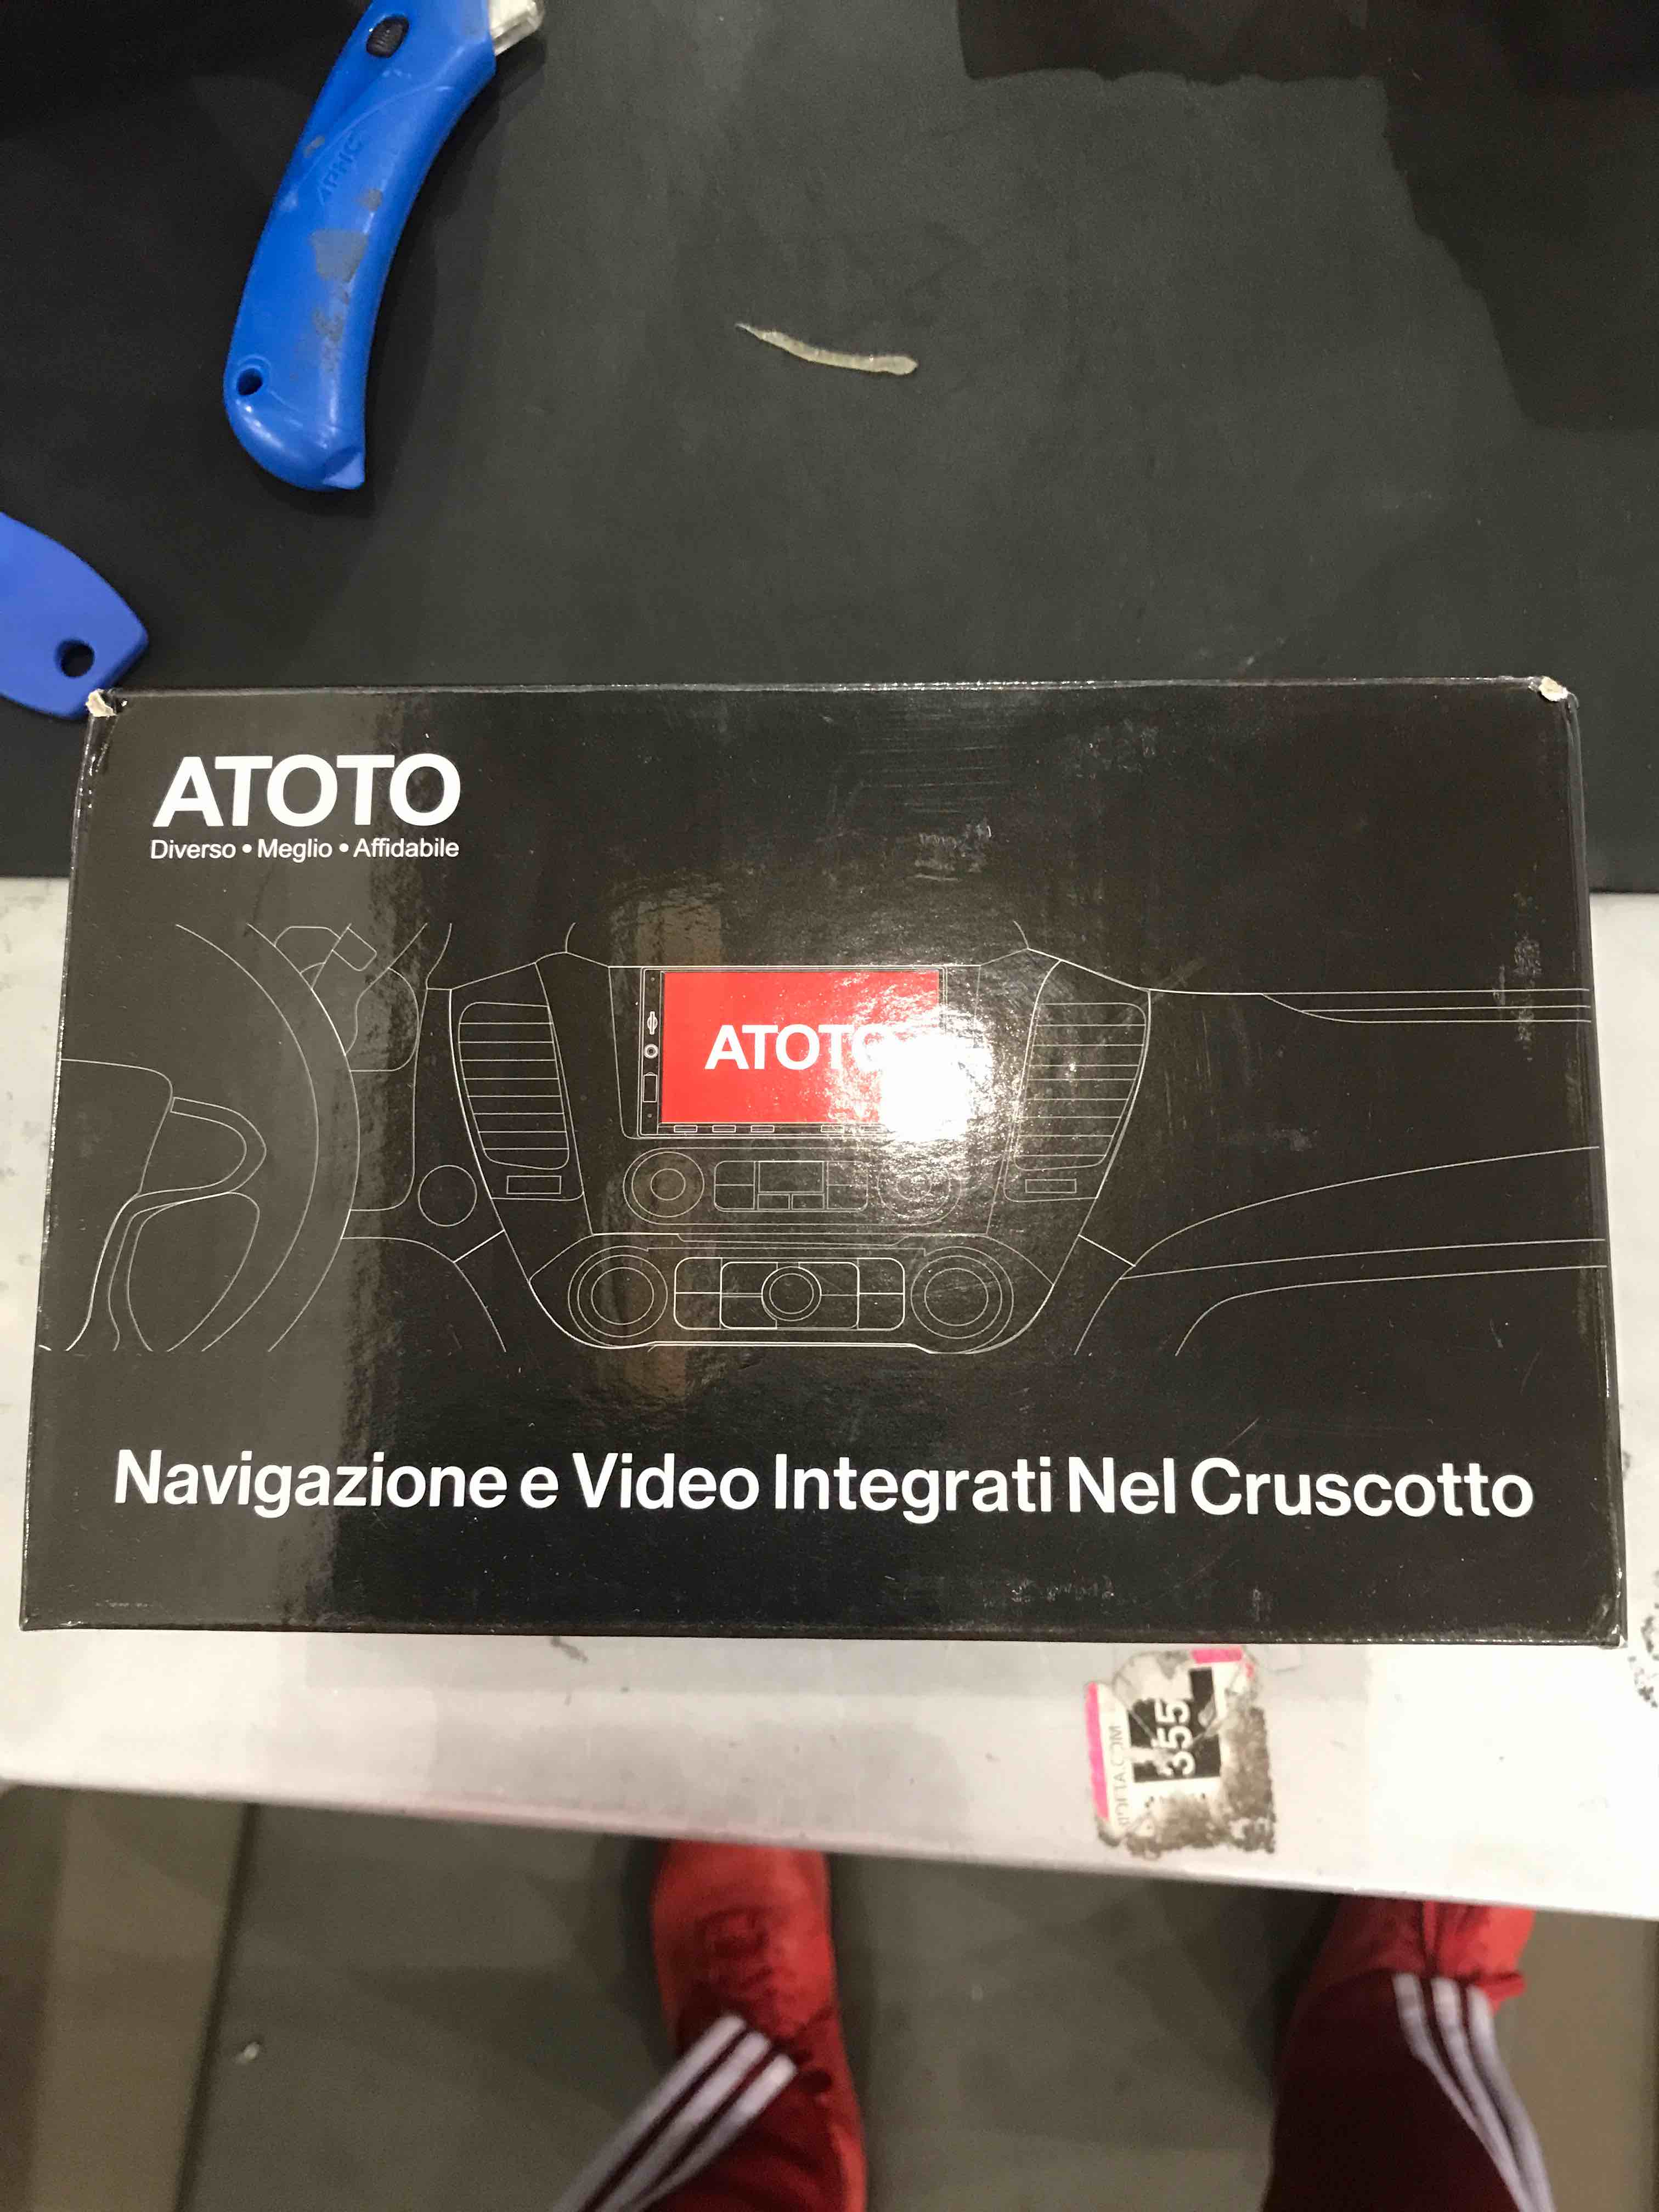 ATOTO
Diverso • Meglio • Affidabile
ATOTO
Navigazione e Video Integrati Nel Cruscotto
355